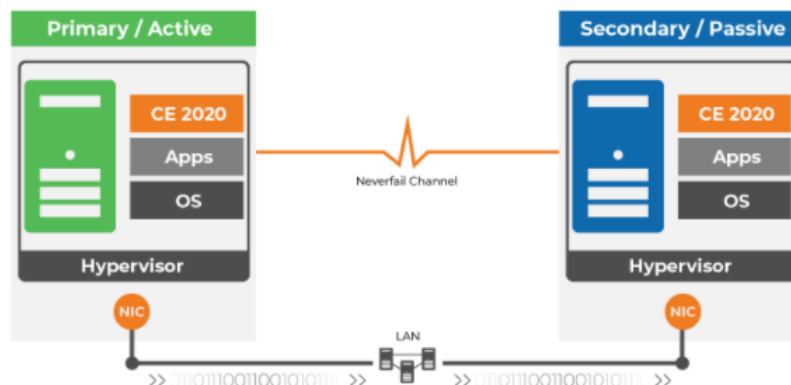 Primary / Active
Secondary / Passive
CE 2020
Apps
OS
Hypervisor
CE 2020
Apps
OS
Hypervisor
Neverfail Channel
NIC
NIC
LAN
>>
>>
>>
>>